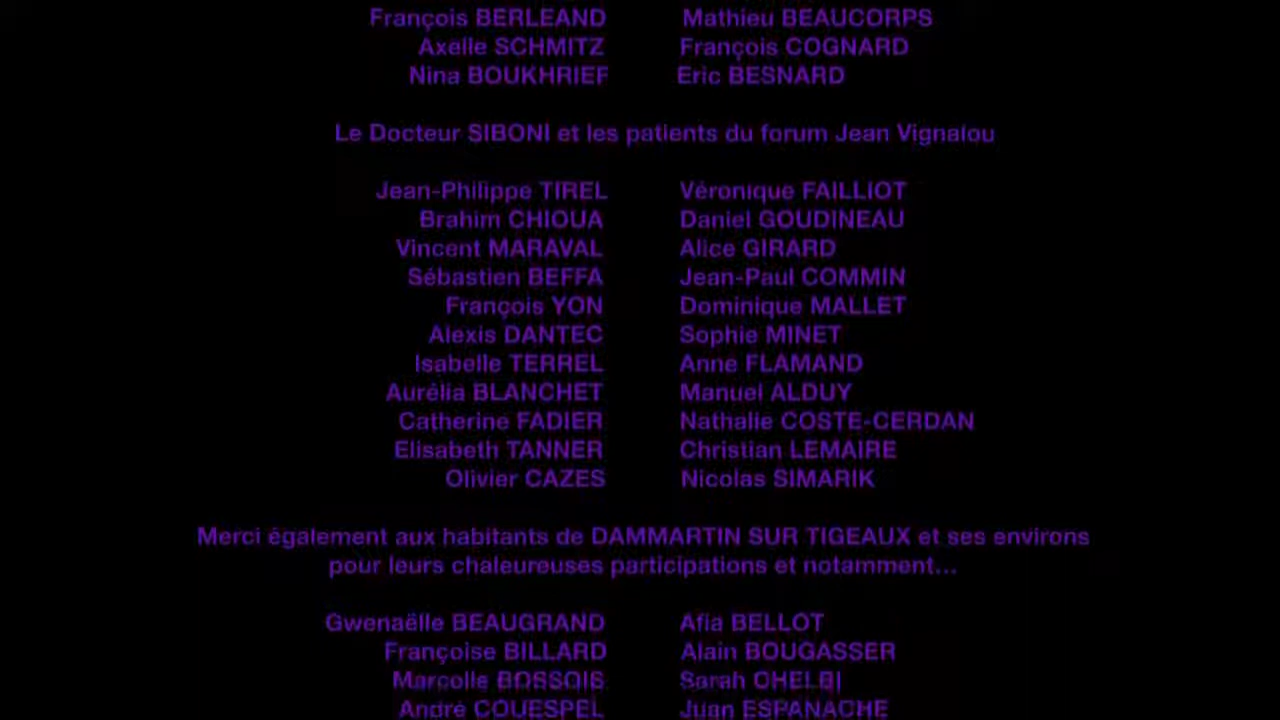 François BERLEAND Mathieu BEAUCORPS
Axelle SCHMITZ François COGNARD
Nina BOUKHRIEF Eric BESNARD
Le Docteur SIBONI et les patients du forum Jean Vignalou
Jean-Philippe TIREL Véronique FAILLIOT
Brahim CHIOUA Daniel GOUDINEAU
Vincent MARAVAL Alice GIRARD
Sébastien BEFFA Jean-Paul COMMIN
François YON Dominique MALLET
Alexis DANTEC Sophie MINET
Isabelle TERREL Anne FLAMAND
Aurélia BLANCHET Manuel ALDUY
Catherine FADIER Nathalie COSTE-CERDAN
Elisabeth TANNER Christian LEMAIRE
Olivier CAZES Nicolas SIMARIK
Merci également aux habitants de DAMMARTIN SUR TIGEAUX et ses environs
pour leurs chaleureuses participations et notamment...
Gwenaëlle BEAUGRAND Afia BELLOT
Françoise BILLARD Alain BOUGASSER
Marcelle BOSSOIS Sarah
André COUESPEL Juan ESPANACHE